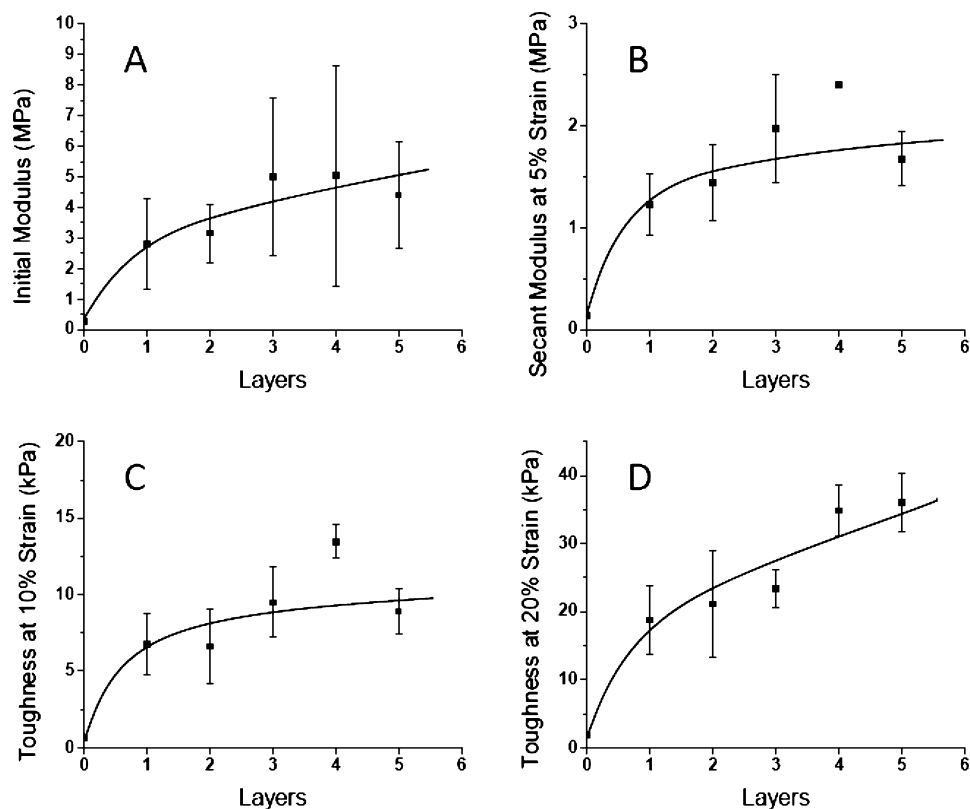 A
Initial Modulus (MPa)
10
9
8
7
6
5
4
3
2
1
0
0 1 2 3 4 5 6
Layers
B
Secant Modulus at 5% Strain (MPa)
3
2
1
0
0 1 2 3 4 5 6
Layers
C
Toughness at 10% Strain (kPa)
20
15
10
5
0
0 1 2 3 4 5 6
Layers
D
Toughness at 20% Strain (kPa)
40
30
20
10
0
0 1 2 3 4 5 6
Layers